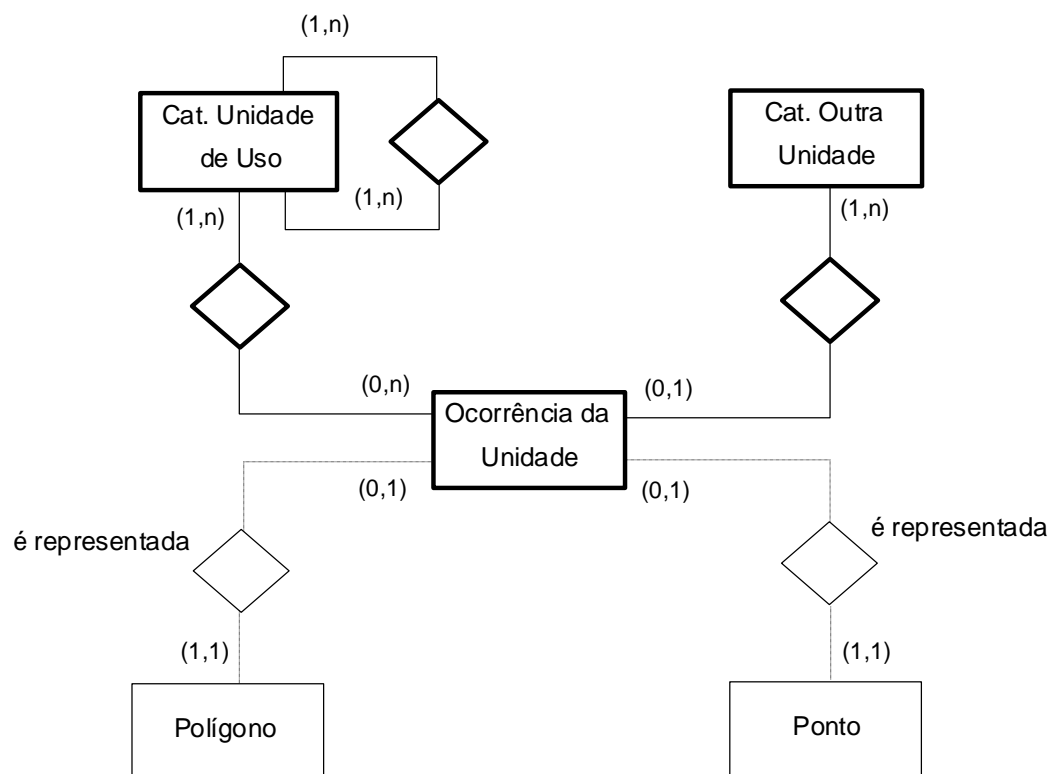 (1,n)
Cat. Unidade
de Uso
Cat. Outra
Unidade
(1,n)
(1,n)
(1,n)
(0,n)
(0,1)
Ocorrência da
Unidade
(0,1)
(0,1)
é representada
é representada
(1,1)
(1,1)
Polígono
Ponto